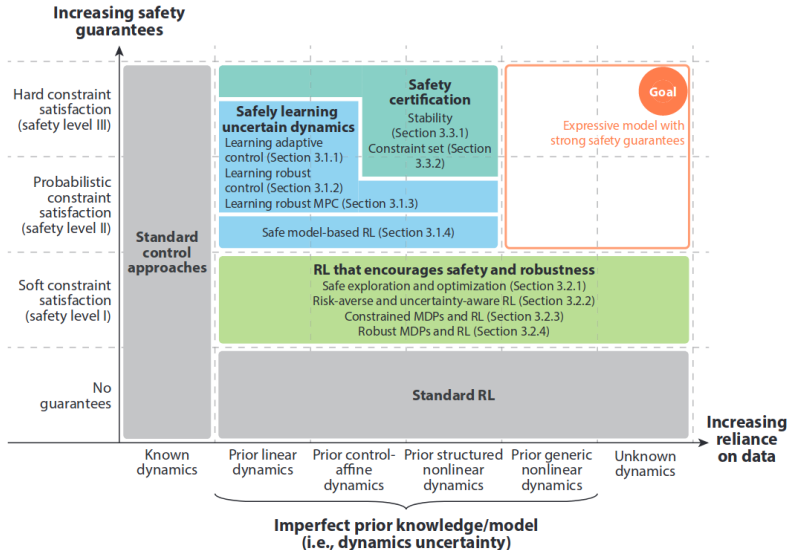 Increasing safety
guarantees
Hard constraint
satisfaction
(safety level III)
Probabilistic
constraint
satisfaction
(safety level II)
Soft constraint
satisfaction
(safety level I)
No
guarantees
Standard
control
approaches
Safely learning
uncertain dynamics
Learning adaptive
control (Section 3.1.1)
Learning robust
control (Section 3.1.2)
Learning robust MPC (Section 3.1.3)
Safe model-based RL (Section 3.1.4)
Safety
certification
Stability
(Section 3.3.1)
Constraint set (Section
3.3.2)
Goal
Expressive model with
strong safety guarantees
RL that encourages safety and robustness
Safe exploration and optimization (Section 3.2.1)
Risk-averse and uncertainty-aware RL (Section 3.2.2)
Constrained MDPs and RL (Section 3.2.3)
Robust MDPs and RL (Section 3.2.4)
Standard RL
Increasing
reliance
on data
Known
dynamics
Prior linear
dynamics
Prior control-
affine
dynamics
Prior structured
nonlinear
dynamics
Prior generic
nonlinear
dynamics
Unknown
dynamics
Imperfect prior knowledge/model
(i.e., dynamics uncertainty)